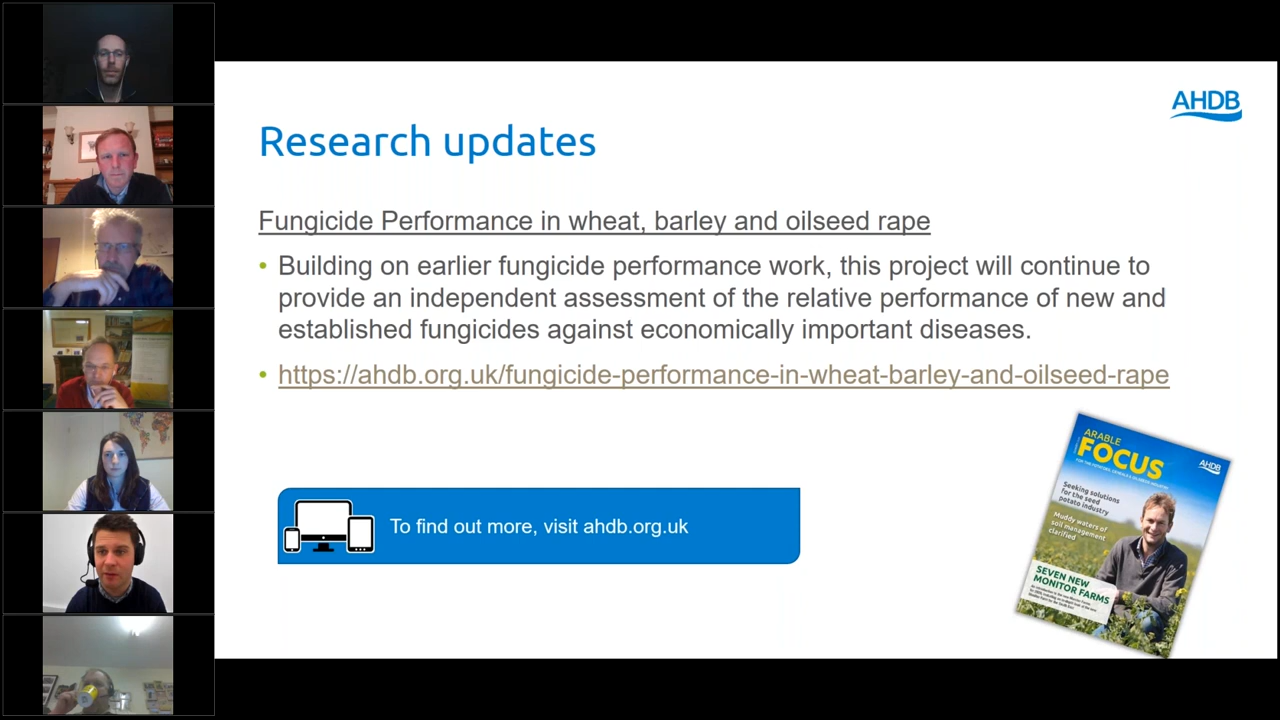 AHDB
Research updates
Fungicide Performance in wheat, barley and oilseed rape
• Building on earlier fungicide performance work, this project will continue to
provide an independent assessment of the relative performance of new and
established fungicides against economically important diseases.
• https://ahdb.org.uk/fungicide-performance-in-wheat-barley-and-oilseed-rape
To find out more, visit ahdb.org.uk
ARABLE
FOCUS
AHDB
Seeking solutions
for the seed
potato industry
Muddy waters of
soil management
clarified
SEVEN NEW
MONITOR FARMS